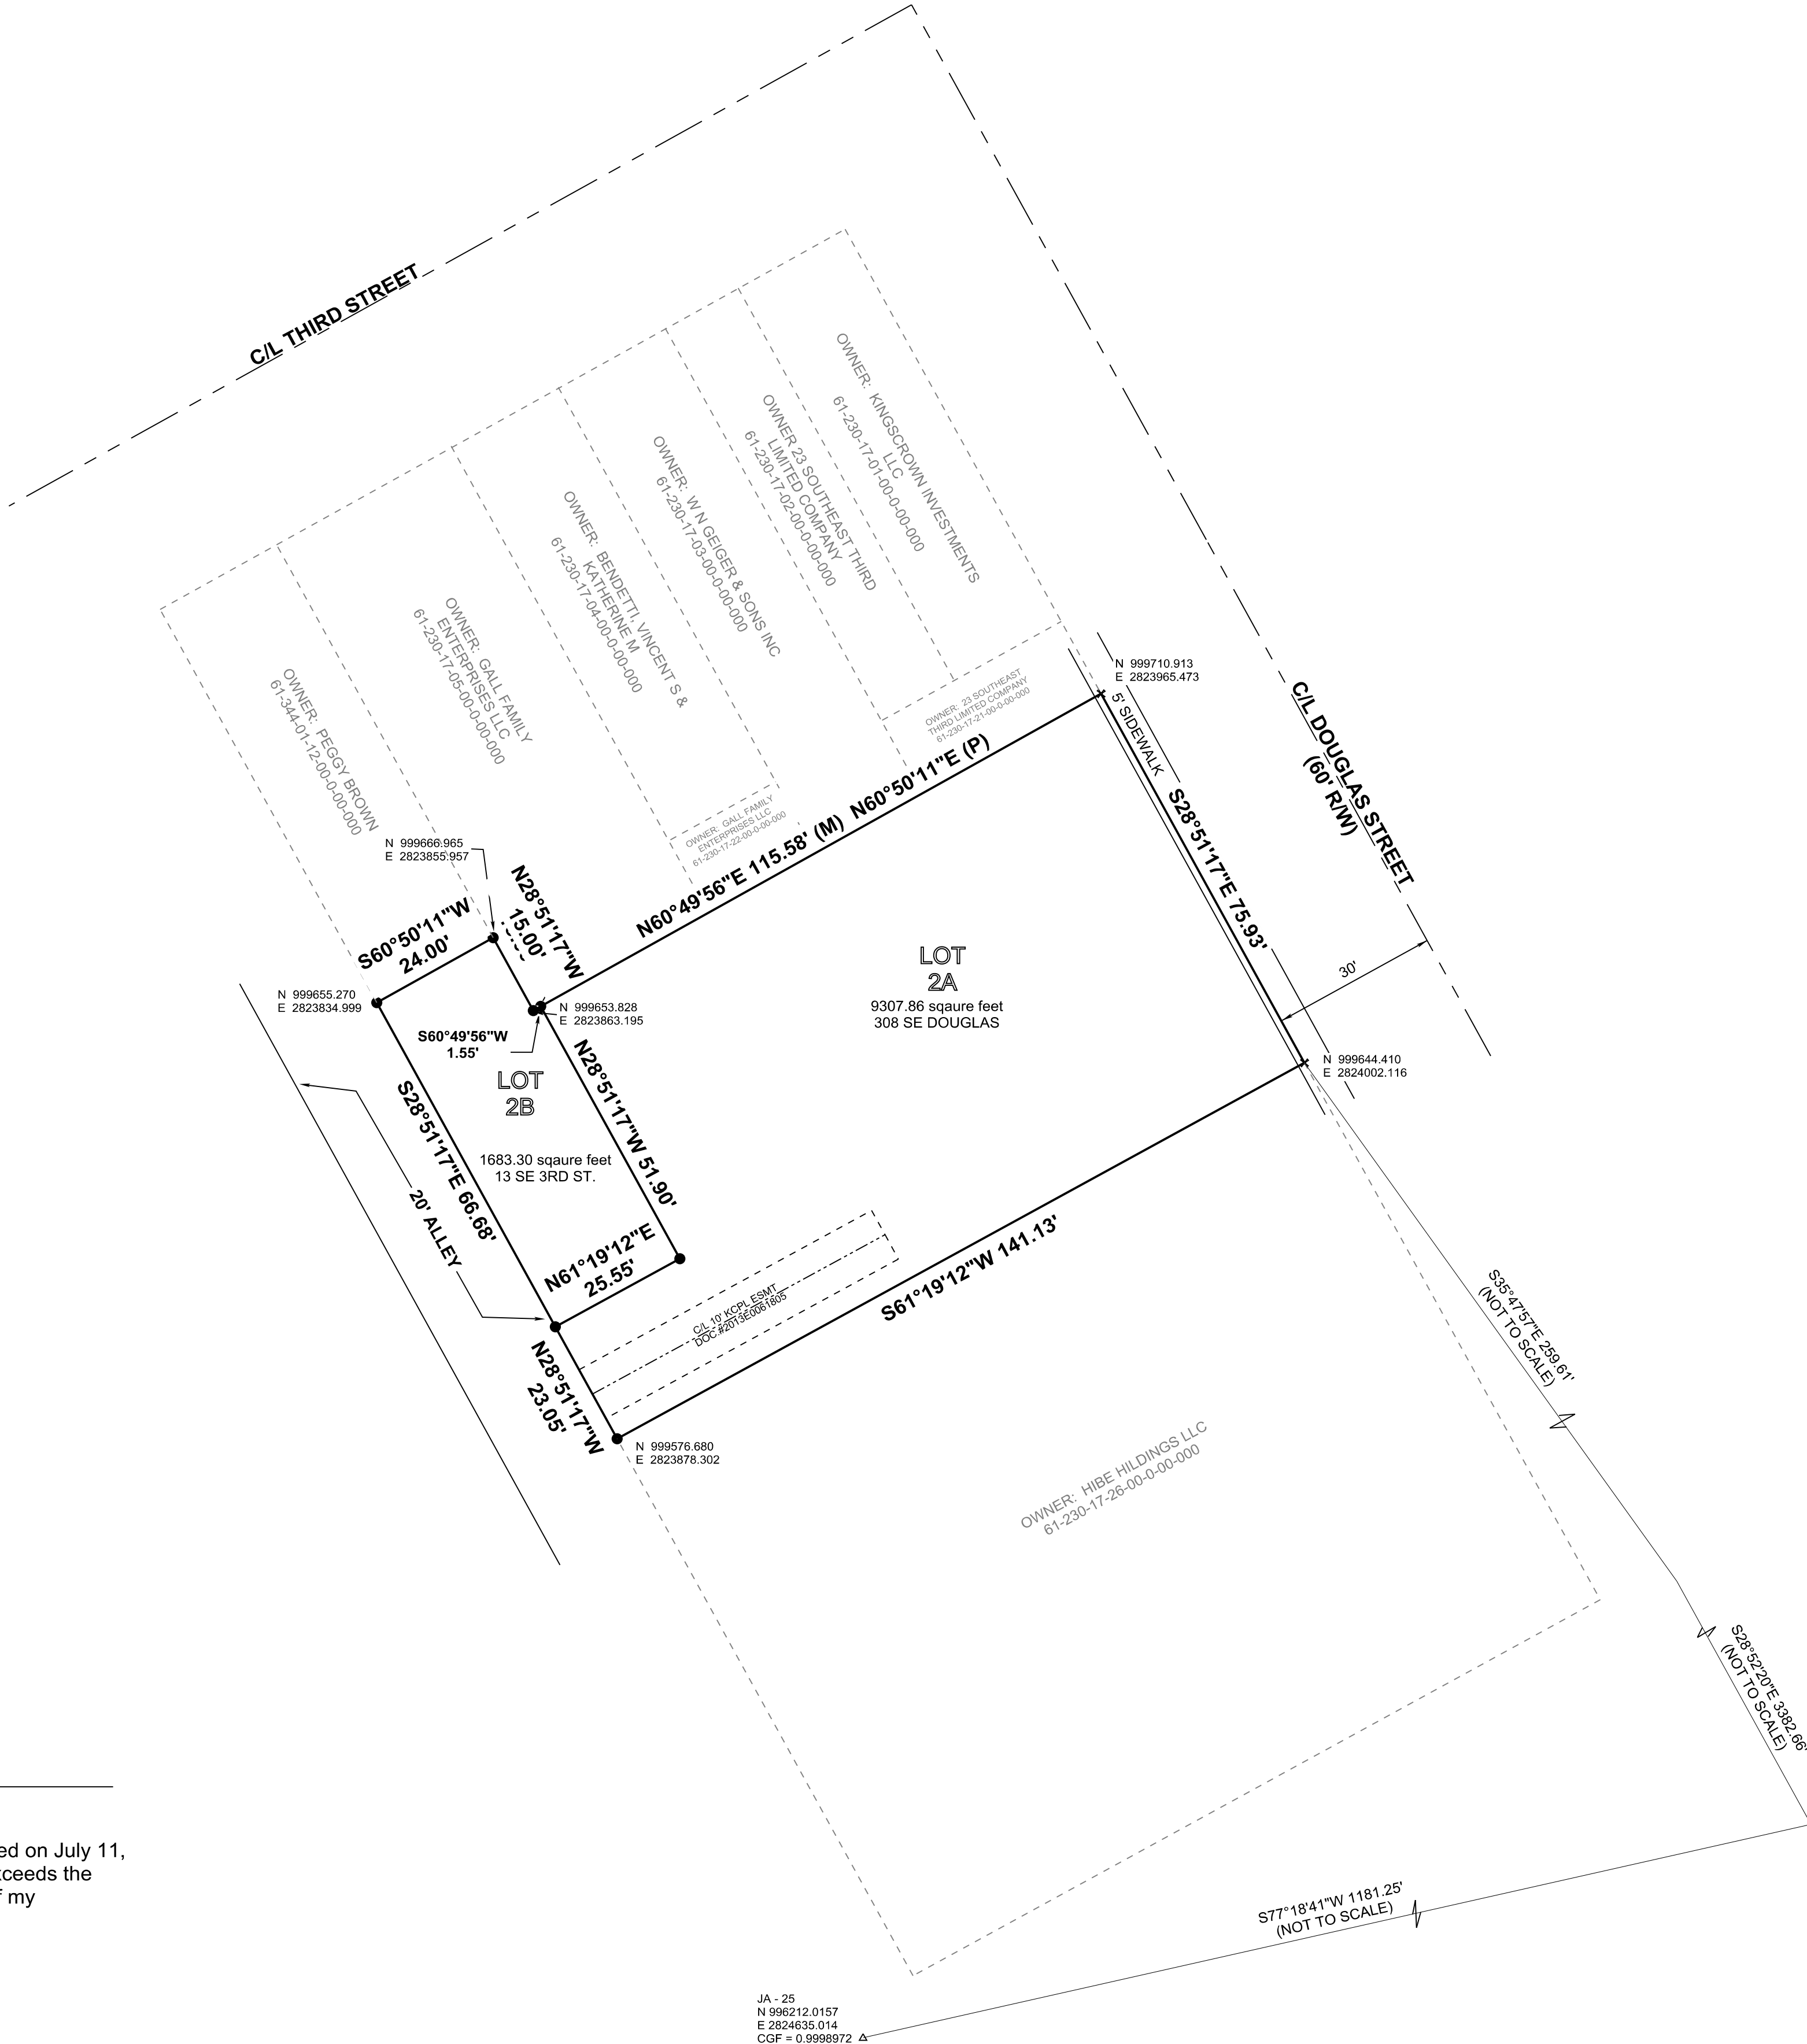 C/L THIRD STREET
OWNER:  KINGSCROWN INVESTMENTS
LLC
61-230-17-01-00-0-00-000
OWNER 23 SOUTHEAST THIRD
LIMITED COMPANY
61-230-17-02-00-0-00-000
OWNER:  W N GEIGER & SONS INC
61-230-17-03-00-0-00-000
OWNER:  BENDETTI, VINCENT S &
KATHERINE M
61-230-17-04-00-0-00-000
OWNER:  GALL FAMILY
ENTERPRISES LLC
61-230-17-05-00-0-00-000
OWNER:  PEGGY BROWN
61-344-01-12-00-0-00-000
OWNER:  23 SOUTHEAST
THIRD LIMITED COMPANY
61-230-17-21-00-0-00-000
OWNER:  GALL FAMILY
ENTERPRISES LLC
61-230-17-22-00-0-00-000
N  999710.913
E  2823965.473
5' SIDEWALK
C/L DOUGLAS STREET
(60' R/W)
S28°51'17"E 75.93'
30'
N60°49'56"E 115.58' (M)  N60°50'11"E (P)
N  999666.965
E  2823855.957
N28°51'17"W
15.00'
S60°50'11"W
24.00'
N  999655.270
E  2823834.999
N  999653.828
E  2823863.195
S60°49'56"W
1.55'
LOT
2A
9307.86 sqaure feet
308 SE DOUGLAS
LOT
2B
1683.30 sqaure feet
13 SE 3RD ST.
N28°51'17"W 51.90'
S28°51'17"E 66.68'
20' ALLEY
N61°19'12"E
25.55'
N  999644.410
E  2824002.116
C/L 10' KCPL ESMT
DOC.#2013E0061805
S61°19'12"W 141.13'
N28°51'17"W
23.05'
N  999576.680
E  2823878.302
S35°47'57"E 259.61'
(NOT TO SCALE)
OWNER:  HIBE HILDINGS LLC
61-230-17-26-00-0-00-000
S28°52'20"E 3382.66'
(NOT TO SCALE)
ed on July 11,
xceeds the
f my
S77°18'41"W 1181.25'
(NOT TO SCALE)
JA - 25
N 996212.0157
E 2824635.014
CGF = 0.9998972